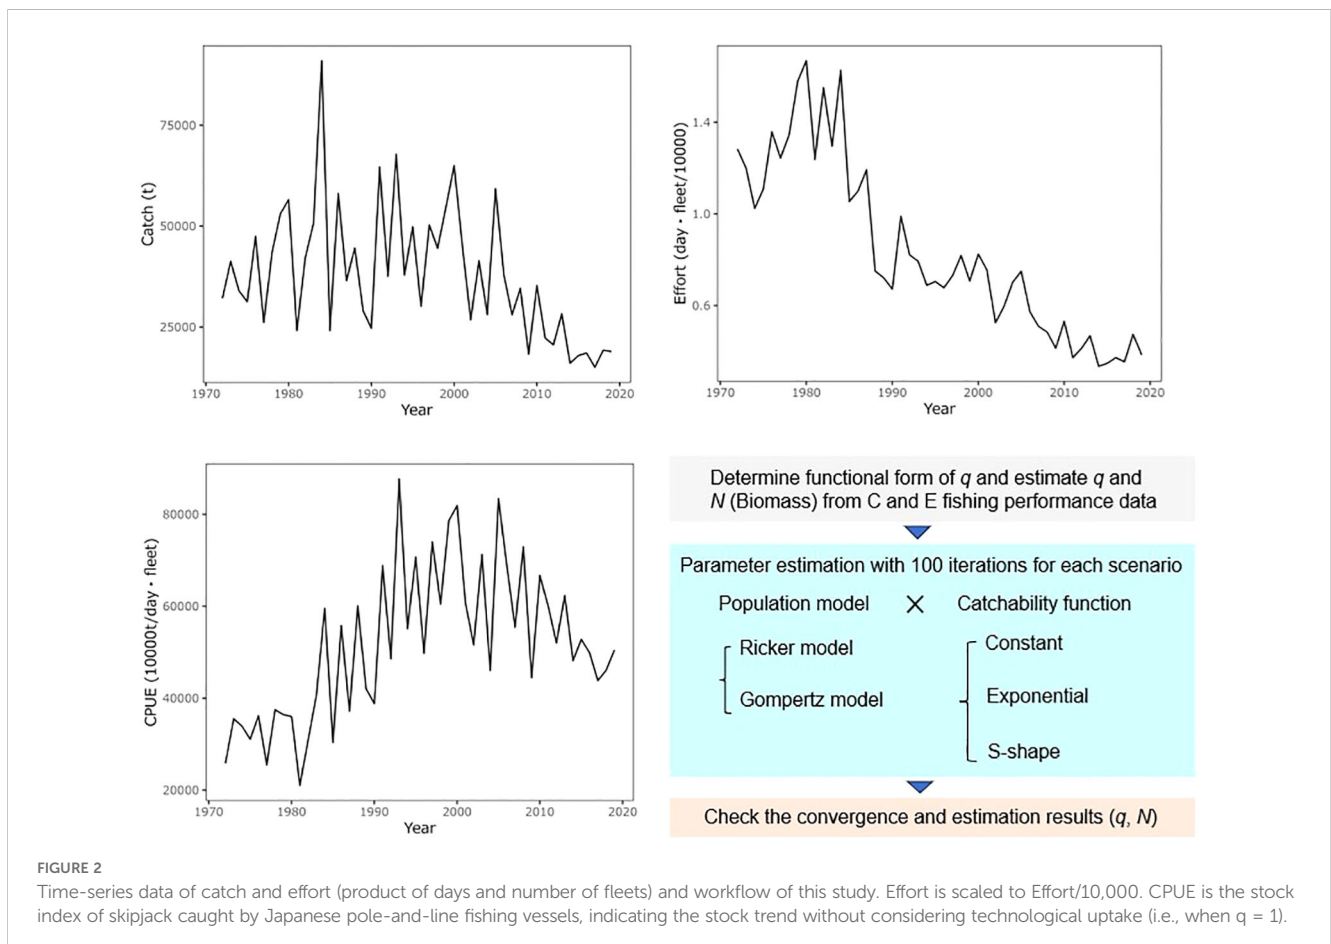 75000
50000
25000
Catch (t)
1970 1980 1990 2000 2010 2020
Year
1.4
1.0
0.6
Effort (day・fleet/10000)
1970 1980 1990 2000 2010 2020
Year
80000
60000
40000
20000
CPUE (10000t/day・fleet)
1970 1980 1990 2000 2010 2020
Year
Determine functional form of q and estimate q and
N (Biomass) from C and E fishing performance data
Parameter estimation with 100 iterations for each scenario
Population model × Catchability function
Ricker model
Gompertz model
Constant
Exponential
S-shape
Check the convergence and estimation results (q, N)
FIGURE 2
Time-series data of catch and effort (product of days and number of fleets) and workflow of this study. Effort is scaled to Effort/10,000. CPUE is the stock
index of skipjack caught by Japanese pole-and-line fishing vessels, indicating the stock trend without considering technological uptake (i.e., when q = 1).